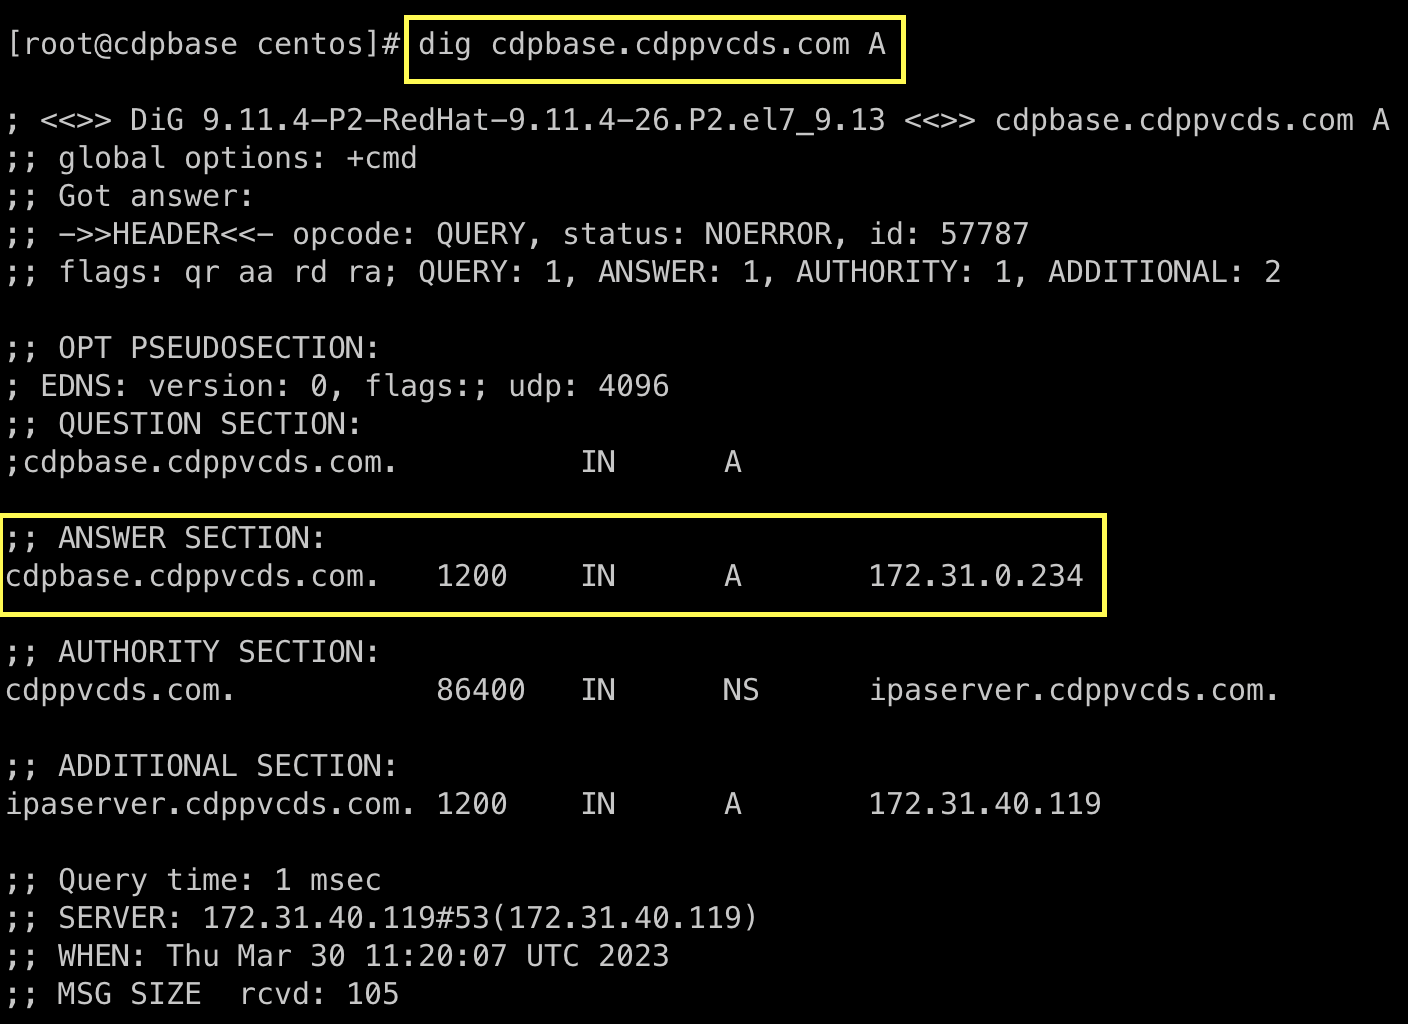 [root@cdpbase centos]# dig cdpbase.cdppvcds.com A
; <<>> DiG 9.11.4-P2-RedHat-9.11.4-26.P2.el7_9.13 <<>> cdpbase.cdppvcds.com A
;; global options: +cmd
;; Got answer:
;; ->>HEADER<<- opcode: QUERY, status: NOERROR, id: 57787
;; flags: qr aa rd ra; QUERY: 1, ANSWER: 1, AUTHORITY: 1, ADDITIONAL: 2
;; OPT PSEUDOSECTION:
; EDNS: version: 0, flags:; udp: 4096
;; QUESTION SECTION:
;cdpbase.cdppvcds.com. IN A
;; ANSWER SECTION:
cdpbase.cdppvcds.com. 1200 IN A 172.31.0.234
;; AUTHORITY SECTION:
cdppvcds.com. 86400 IN NS ipaserver.cdppvcds.com.
;; ADDITIONAL SECTION:
ipaserver.cdppvcds.com. 1200 IN A 172.31.40.119
;; Query time: 1 msec
;; SERVER: 172.31.40.119#53(172.31.40.119)
;; WHEN: Thu Mar 30 11:20:07 UTC 2023
;; MSG SIZE  rcvd: 105